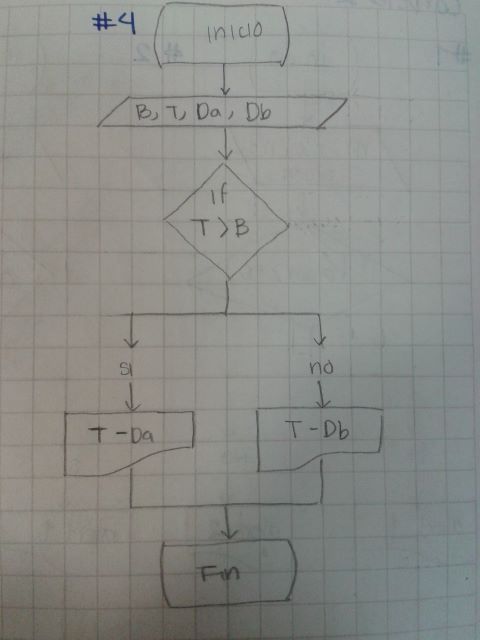 #4
inicio
B, T, Da, Db
If
T > B
si
no
T - Da
T - Db
Fin